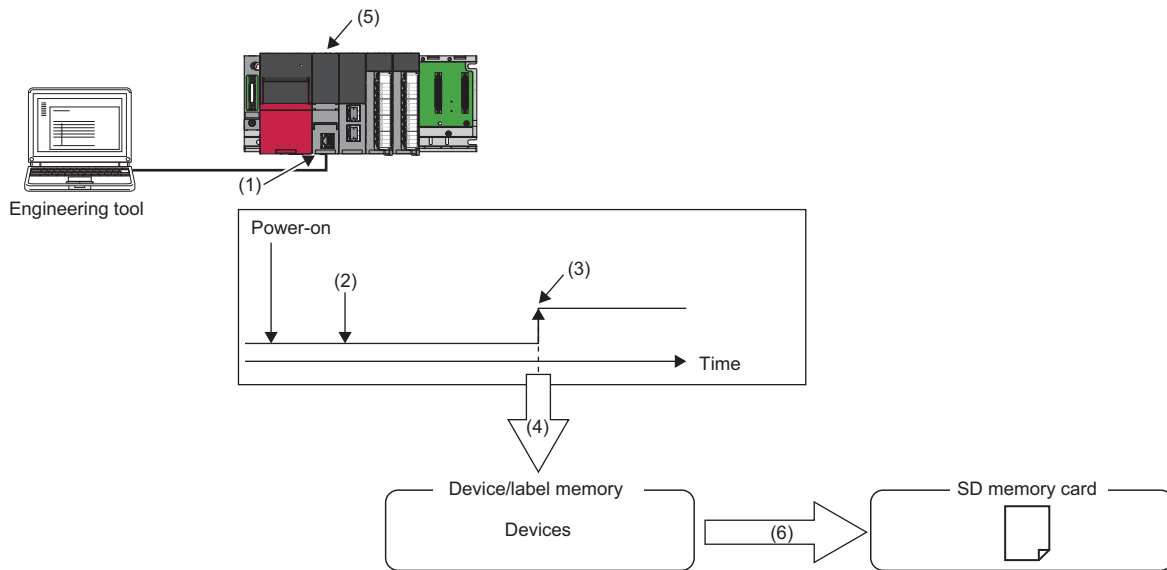 (5)
(1)
Engineering tool
Power-on
(2)
(3)
Time
(4)
Device/label memory
Devices
(6)
SD memory card